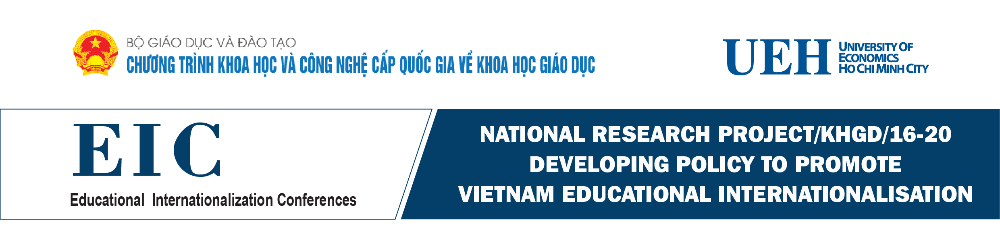 BỘ GIÁO DỤC VÀ ĐÀO TẠO
CHƯƠNG TRÌNH KHOA HỌC VÀ CÔNG NGHỆ CẤP QUỐC GIA VỀ KHOA HỌC GIÁO DỤC
UEH
UNIVERSITY OF
ECONOMICS
HO CHI MINH CITY
EIC
Educational Internationalization Conferences
NATIONAL RESEARCH PROJECT/KHGD/16-20
DEVELOPING POLICY TO PROMOTE
VIETNAM EDUCATIONAL INTERNATIONALISATION